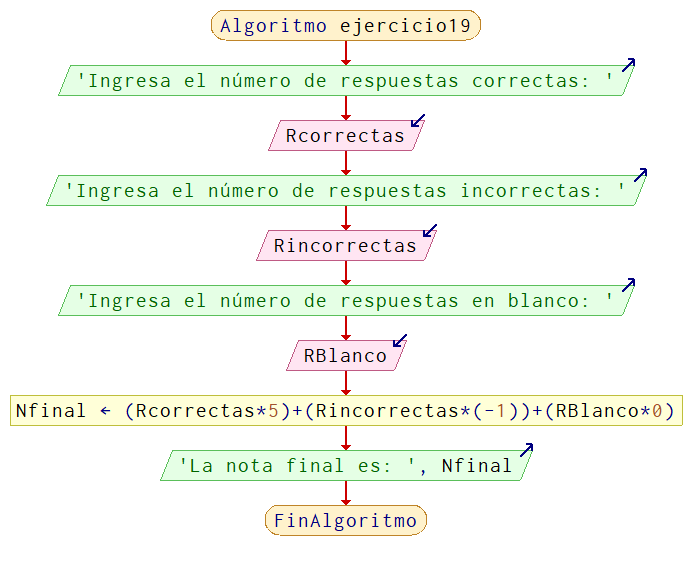 Algoritmo ejercicio19
'Ingresa el número de respuestas correctas: '
Rcorrectas
'Ingresa el número de respuestas incorrectas: '
Rincorrectas
'Ingresa el número de respuestas en blanco: '
RBlanco
Nfinal ← (Rcorrectas*5)+(Rincorrectas*(-1))+(RBlanco*0)
'La nota final es: ', Nfinal
FinAlgoritmo